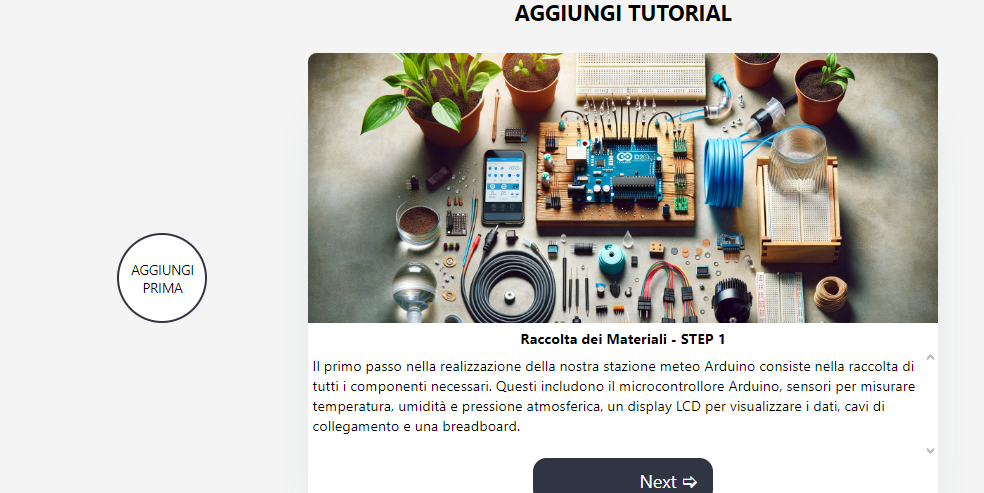 AGGIUNGI TUTORIAL
AGGIUNGI
PRIMA
Raccolta dei Materiali - STEP 1
Il primo passo nella realizzazione della nostra stazione meteo Arduino consiste nella raccolta di
tutti i componenti necessari. Questi includono il microcontrollore Arduino, sensori per misurare
temperatura, umidità e pressione atmosferica, un display LCD per visualizzare i dati, cavi di
collegamento e una breadboard.
Next ➩